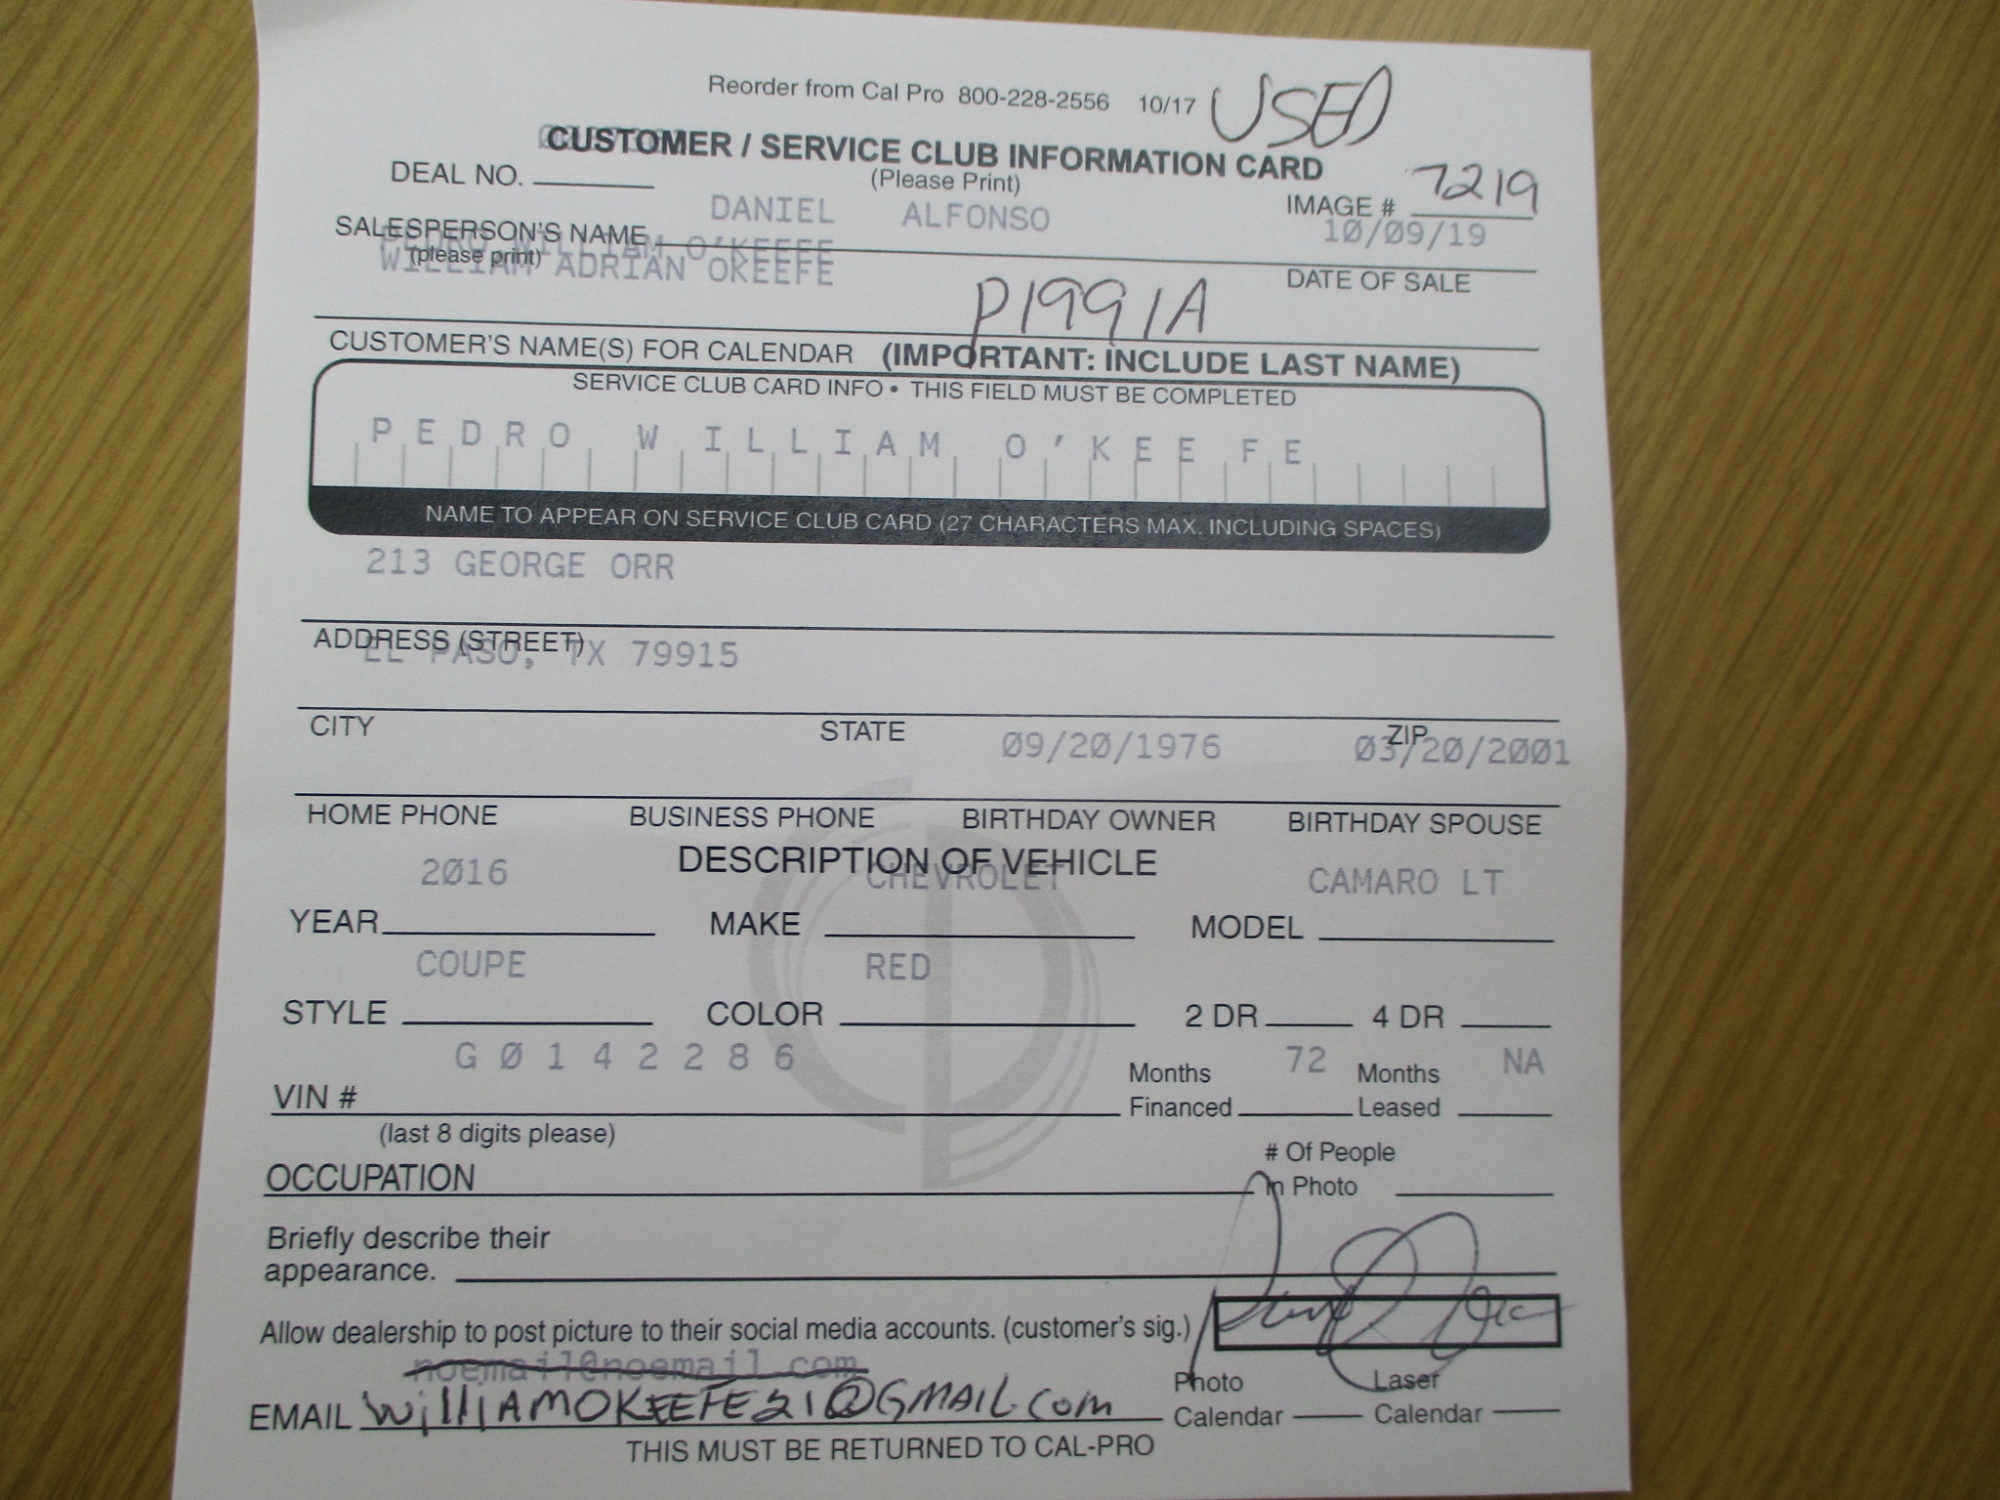 Reorder from Cal Pro 800-228-2556 10/17 USED
CUSTOMER / SERVICE CLUB INFORMATION CARD
DEAL NO. (Please Print) IMAGE # 7219
DANIEL ALFONSO 10/09/19
SALESPERSON'S NAME
PEDRO WILLIAM O'KEEFE
(please print)
WILLIAM ADRIAN OKEEFE DATE OF SALE
P1991A
CUSTOMER'S NAME(S) FOR CALENDAR (IMPORTANT: INCLUDE LAST NAME)
SERVICE CLUB CARD INFO • THIS FIELD MUST BE COMPLETED
PEDRO WILLIAM O'KEEFE
NAME TO APPEAR ON SERVICE CLUB CARD (27 CHARACTERS MAX. INCLUDING SPACES)
213 GEORGE ORR
ADDRESS (STREET)
EL PASO, TX 79915
CITY STATE ZIP
09/20/1976 03/20/2001
HOME PHONE BUSINESS PHONE BIRTHDAY OWNER BIRTHDAY SPOUSE
DESCRIPTION OF VEHICLE
2016 CHEVROLET CAMARO LT
YEAR MAKE MODEL
COUPE RED
STYLE COLOR 2 DR 4 DR
G0142286 72 NA
VIN # Months Financed Months Leased
(last 8 digits please)
OCCUPATION # Of People In Photo
Briefly describe their
appearance.
Allow dealership to post picture to their social media accounts. (customer's sig.)
noemail@noemail.com
EMAIL WilliAMOKEEFE21@GMAIL.com Photo Calendar Laser Calendar
THIS MUST BE RETURNED TO CAL-PRO